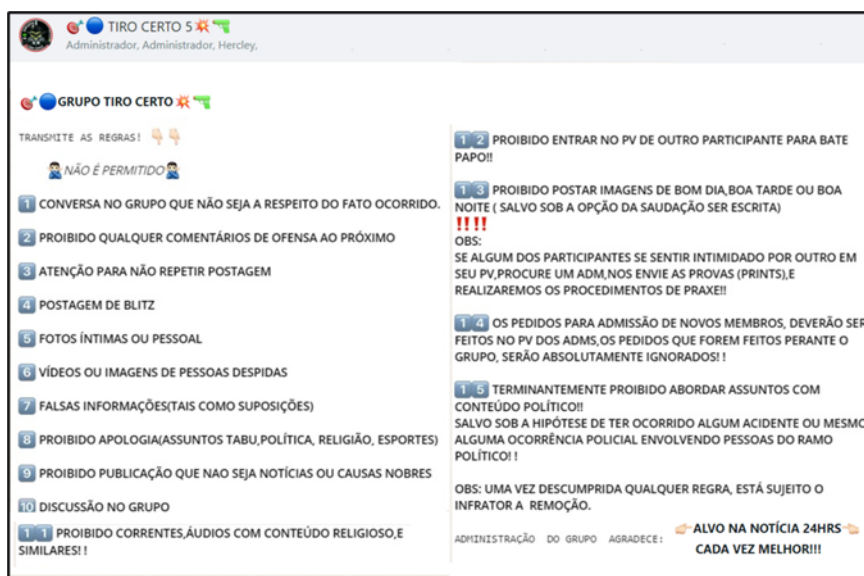 🎯🔵 TIRO CERTO 5💥🔫
Administrador, Administrador, Hercley,
🎯🔵GRUPO TIRO CERTO💥🔫
TRANSMITE AS REGRAS! 👇🏻👇🏻
🙅🏻‍♂️NÃO É PERMITIDO🙅🏻‍♂️
1️⃣ CONVERSA NO GRUPO QUE NÃO SEJA A RESPEITO DO FATO OCORRIDO.
2️⃣ PROIBIDO QUALQUER COMENTÁRIOS DE OFENSA AO PRÓXIMO
3️⃣ ATENÇÃO PARA NÃO REPETIR POSTAGEM
4️⃣ POSTAGEM DE BLITZ
5️⃣ FOTOS ÍNTIMAS OU PESSOAL
6️⃣ VÍDEOS OU IMAGENS DE PESSOAS DESPIDAS
7️⃣ FALSAS INFORMAÇÕES(TAIS COMO SUPOSIÇÕES)
8️⃣ PROIBIDO APOLOGIA(ASSUNTOS TABU,POLÍTICA, RELIGIÃO, ESPORTES)
9️⃣ PROIBIDO PUBLICAÇÃO QUE NAO SEJA NOTÍCIAS OU CAUSAS NOBRES
🔟 DISCUSSÃO NO GRUPO
1️⃣1️⃣ PROIBIDO CORRENTES,ÁUDIOS COM CONTEÚDO RELIGIOSO,E
SIMILARES!!
1️⃣2️⃣ PROIBIDO ENTRAR NO PV DE OUTRO PARTICIPANTE PARA BATE
PAPO!!
1️⃣3️⃣ PROIBIDO POSTAR IMAGENS DE BOM DIA,BOA TARDE OU BOA
NOITE ( SALVO SOB A OPÇÃO DA SAUDAÇÃO SER ESCRITA)
‼️‼️
OBS:
SE ALGUM DOS PARTICIPANTES SE SENTIR INTIMIDADO POR OUTRO EM
SEU PV,PROCURE UM ADM,NOS ENVIE AS PROVAS (PRINTS),E
REALIZAREMOS OS PROCEDIMENTOS DE PRAXE!!
1️⃣4️⃣ OS PEDIDOS PARA ADMISSÃO DE NOVOS MEMBROS, DEVERÃO SER
FEITOS NO PV DOS ADMS,OS PEDIDOS QUE FOREM FEITOS PERANTE O
GRUPO, SERÃO ABSOLUTAMENTE IGNORADOS!!
1️⃣5️⃣ TERMINANTEMENTE PROIBIDO ABORDAR ASSUNTOS COM
CONTEÚDO POLÍTICO!!
SALVO SOB A HIPÓTESE DE TER OCORRIDO ALGUM ACIDENTE OU MESMO
ALGUMA OCORRÊNCIA POLICIAL ENVOLVENDO PESSOAS DO RAMO
POLÍTICO!!
OBS: UMA VEZ DESCUMPRIDA QUALQUER REGRA, ESTÁ SUJEITO O
INFRATOR A REMOÇÃO.
ADMINISTRAÇÃO DO GRUPO AGRADECE: 👉🏻ALVO NA NOTÍCIA 24HRS👈🏻
CADA VEZ MELHOR!!!